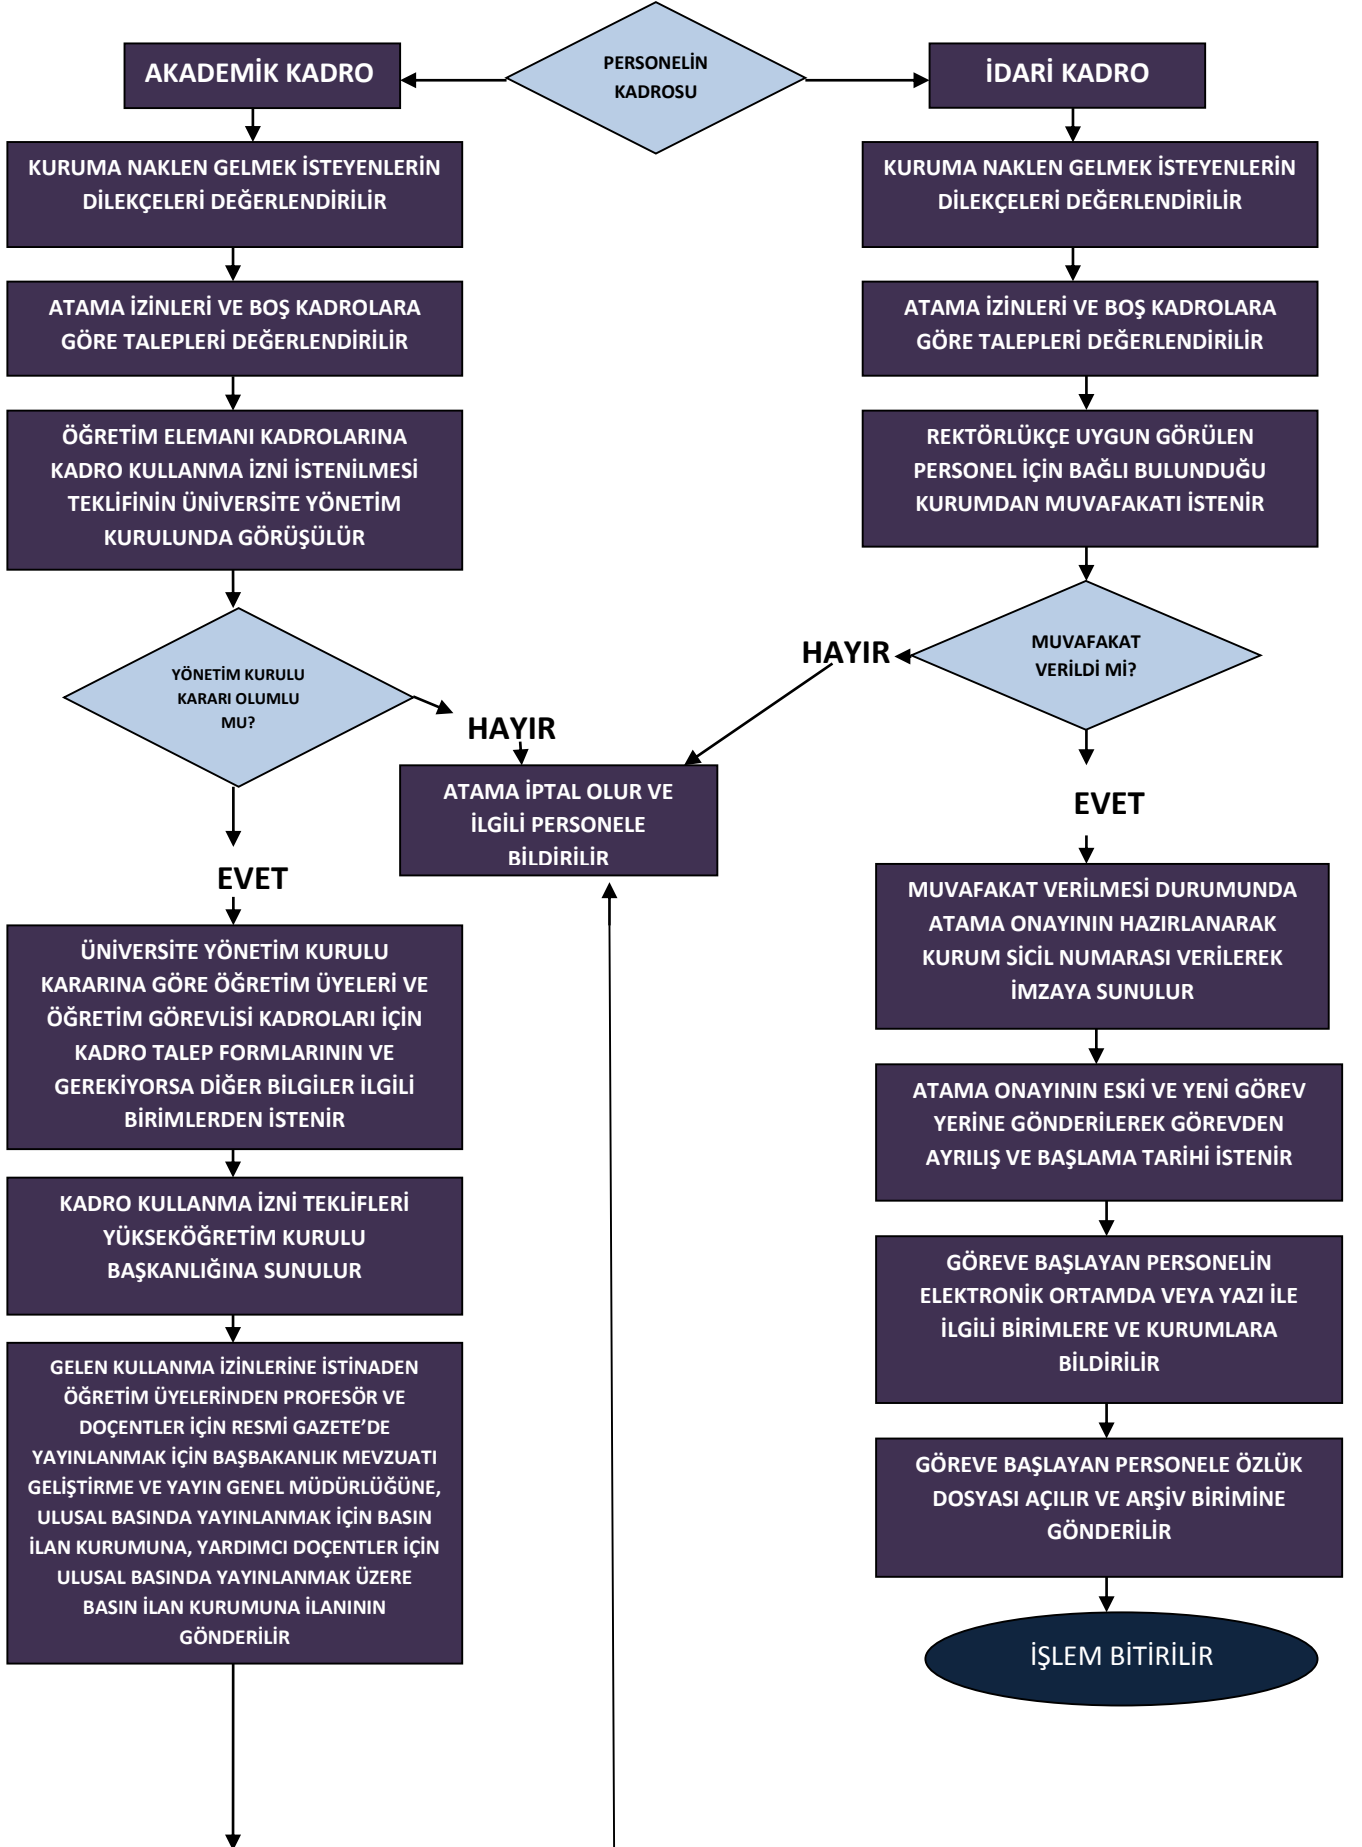 PERSONELİN
KADROSU
AKADEMİK KADRO
KURUMA NAKLEN GELMEK İSTEYENLERİN
DİLEKÇELERİ DEĞERLENDİRİLİR
ATAMA İZİNLERİ VE BOŞ KADROLARA
GÖRE TALEPLERİ DEĞERLENDİRİLİR
ÖĞRETİM ELEMANI KADROLARINA
KADRO KULLANMA İZNİ İSTENİLMESİ
TEKLİFİNİN ÜNİVERSİTE YÖNETİM
KURULUNDA GÖRÜŞÜLÜR
YÖNETİM KURULU
KARARI OLUMLU
MU?
HAYIR
ATAMA İPTAL OLUR VE
İLGİLİ PERSONELE
BİLDİRİLİR
EVET
ÜNİVERSİTE YÖNETİM KURULU
KARARINA GÖRE ÖĞRETİM ÜYELERİ VE
ÖĞRETİM GÖREVLİSİ KADROLARI İÇİN
KADRO TALEP FORMLARININ VE
GEREKİYORSA DİĞER BİLGİLER İLGİLİ
BİRİMLERDEN İSTENİR
KADRO KULLANMA İZNİ TEKLİFLERİ
YÜKSEKÖĞRETİM KURULU
BAŞKANLIĞINA SUNULUR
GELEN KULLANMA İZİNLERİNE İSTİNADEN
ÖĞRETİM ÜYELERİNDEN PROFESÖR VE
DOÇENTLER İÇİN RESMİ GAZETE’DE
YAYINLANMAK İÇİN BAŞBAKANLIK MEVZUATI
GELİŞTİRME VE YAYIN GENEL MÜDÜRLÜĞÜNE,
ULUSAL BASINDA YAYINLANMAK İÇİN BASIN
İLAN KURUMUNA, YARDIMCI DOÇENTLER İÇİN
ULUSAL BASINDA YAYINLANMAK ÜZERE
BASIN İLAN KURUMUNA İLANININ
GÖNDERİLİR
İDARİ KADRO
KURUMA NAKLEN GELMEK İSTEYENLERİN
DİLEKÇELERİ DEĞERLENDİRİLİR
ATAMA İZİNLERİ VE BOŞ KADROLARA
GÖRE TALEPLERİ DEĞERLENDİRİLİR
REKTÖRLÜKÇE UYGUN GÖRÜLEN
PERSONEL İÇİN BAĞLI BULUNDUĞU
KURUMDAN MUVAFAKATI İSTENİR
MUVAFAKAT
VERİLDİ Mİ?
HAYIR
EVET
MUVAFAKAT VERİLMESİ DURUMUNDA
ATAMA ONAYININ HAZIRLANARAK
KURUM SİCİL NUMARASI VERİLEREK
İMZAYA SUNULUR
ATAMA ONAYININ ESKİ VE YENİ GÖREV
YERİNE GÖNDERİLEREK GÖREVDEN
AYRILIŞ VE BAŞLAMA TARİHİ İSTENİR
GÖREVE BAŞLAYAN PERSONELİN
ELEKTRONİK ORTAMDA VEYA YAZI İLE
İLGİLİ BİRİMLERE VE KURUMLARA
BİLDİRİLİR
GÖREVE BAŞLAYAN PERSONELE ÖZLÜK
DOSYASI AÇILIR VE ARŞİV BİRİMİNE
GÖNDERİLİR
İŞLEM BİTİRİLİR